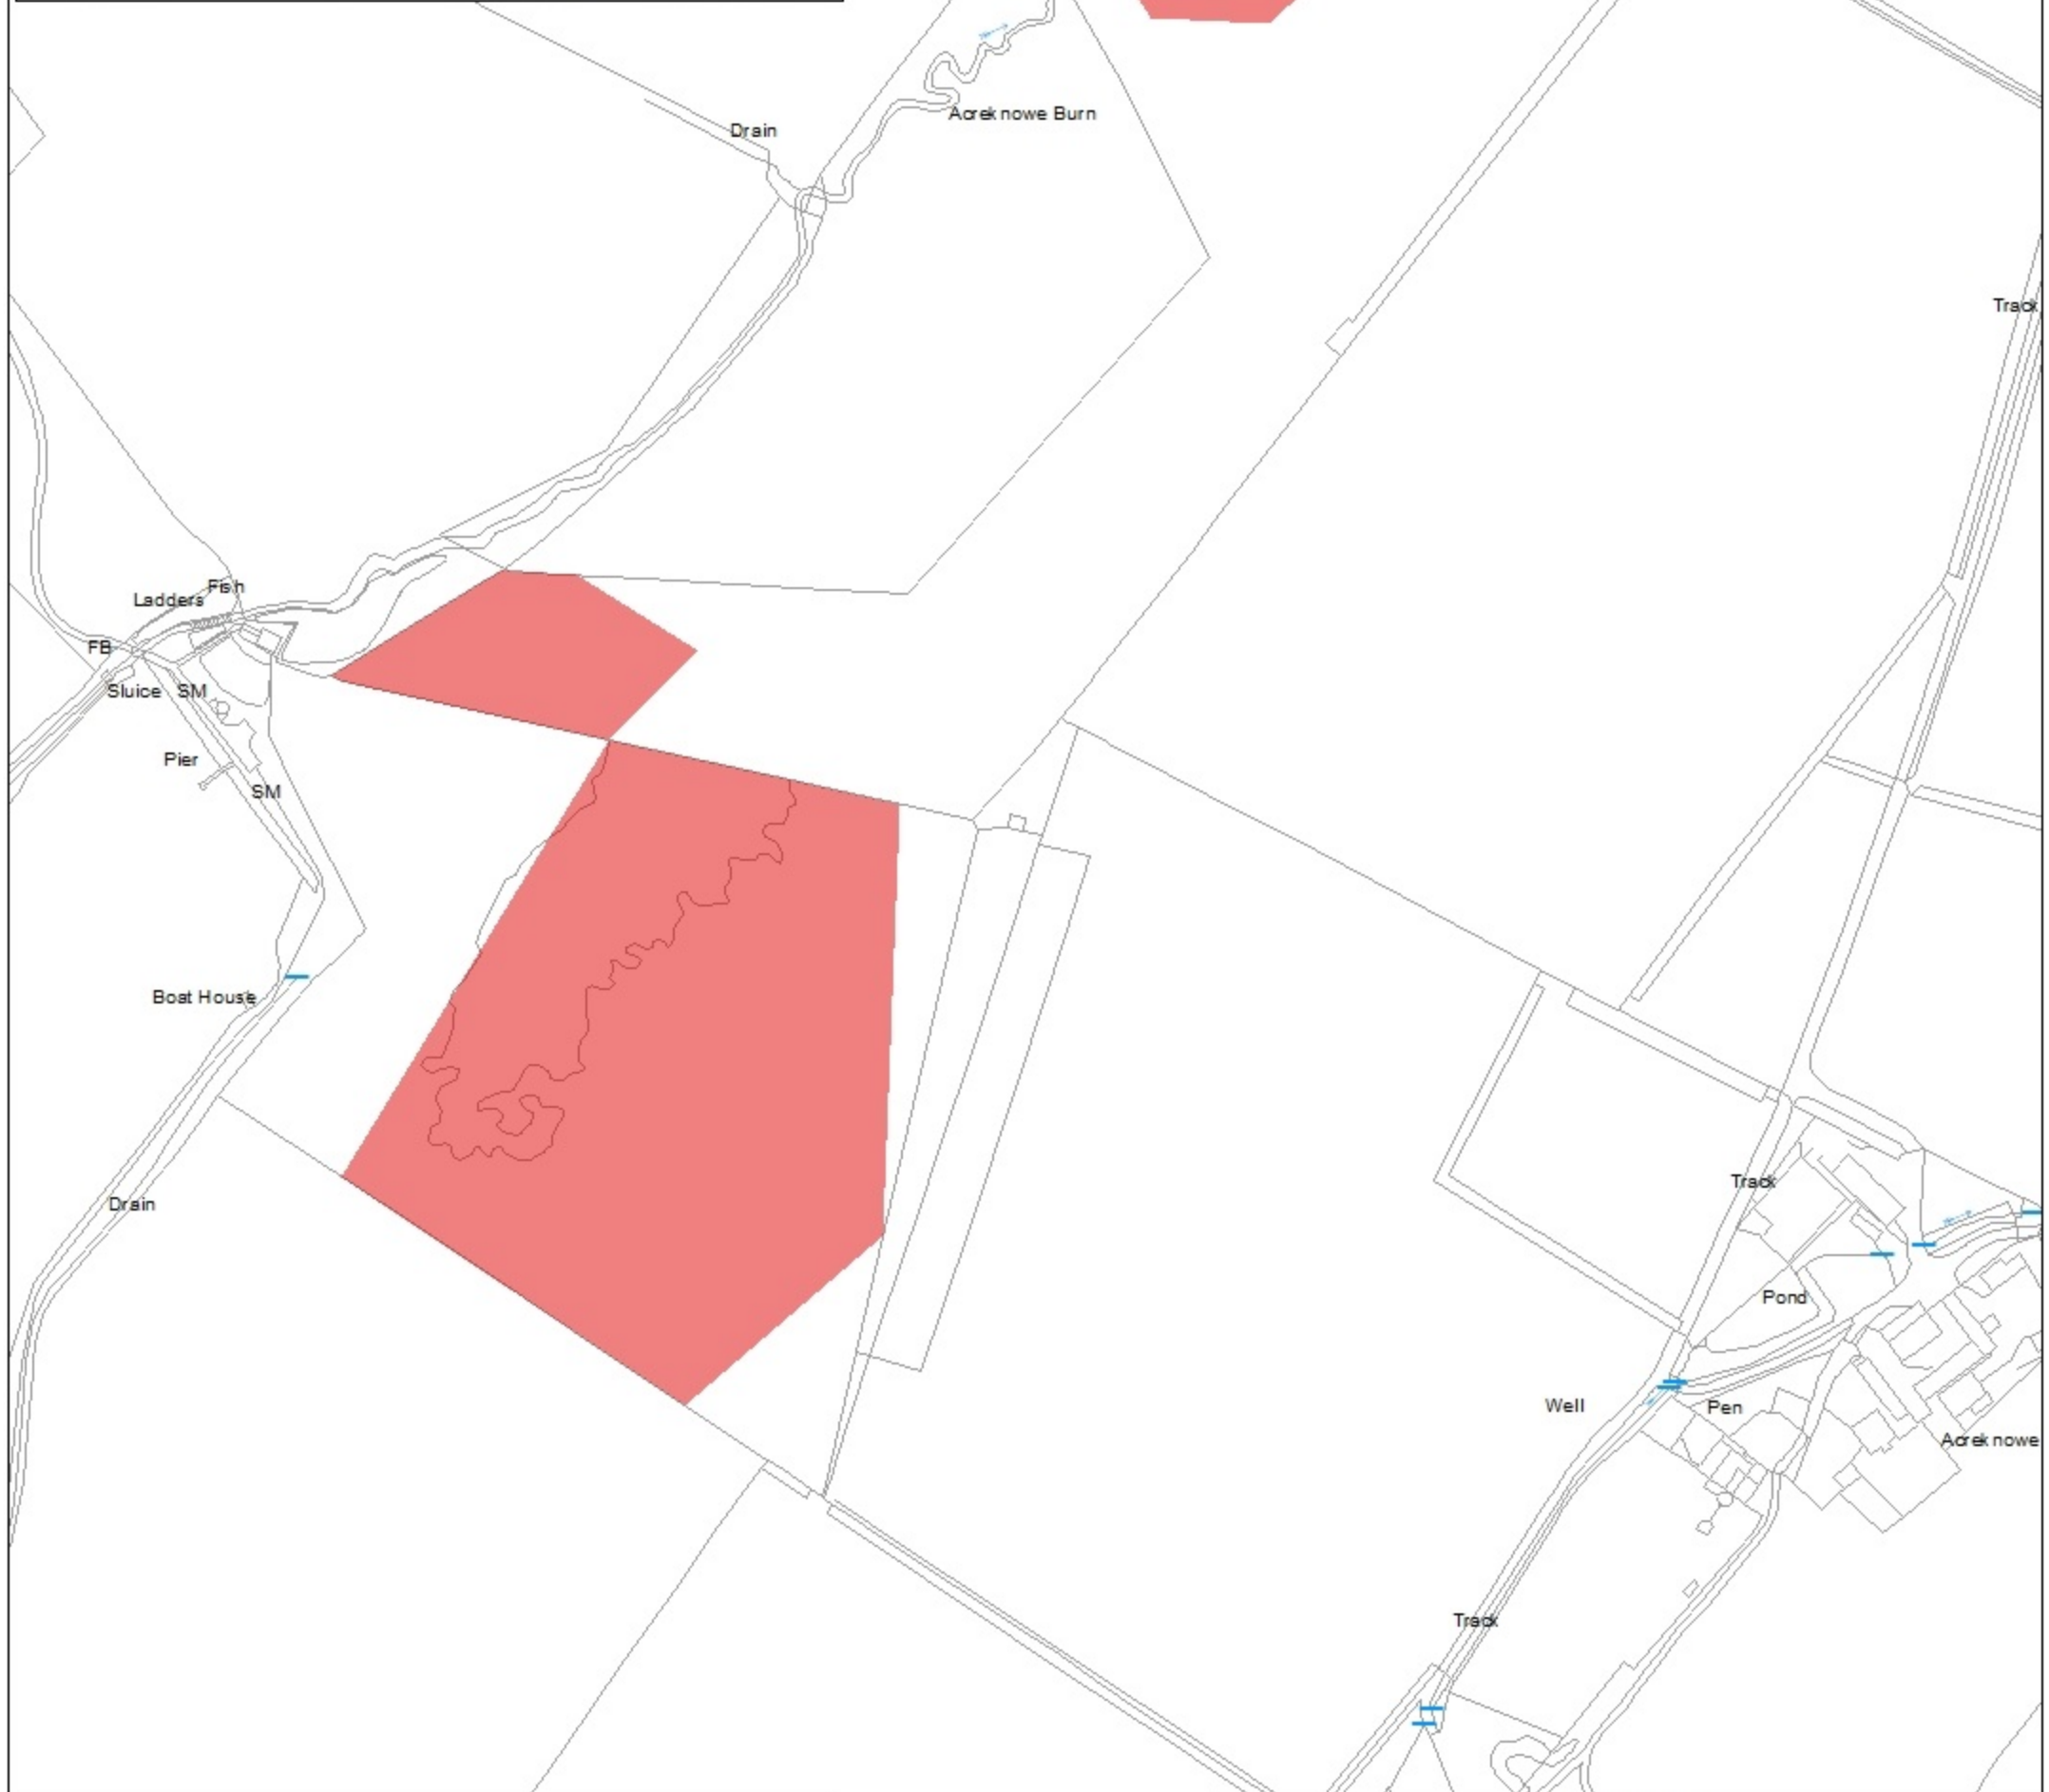 Acreknowe Burn
Drain
Track
Fish
Ladders
FB
Sluice
SM
Pier
SM
Boat House
Track
Drain
Pond
Well
Pen
Acreknowe
Track